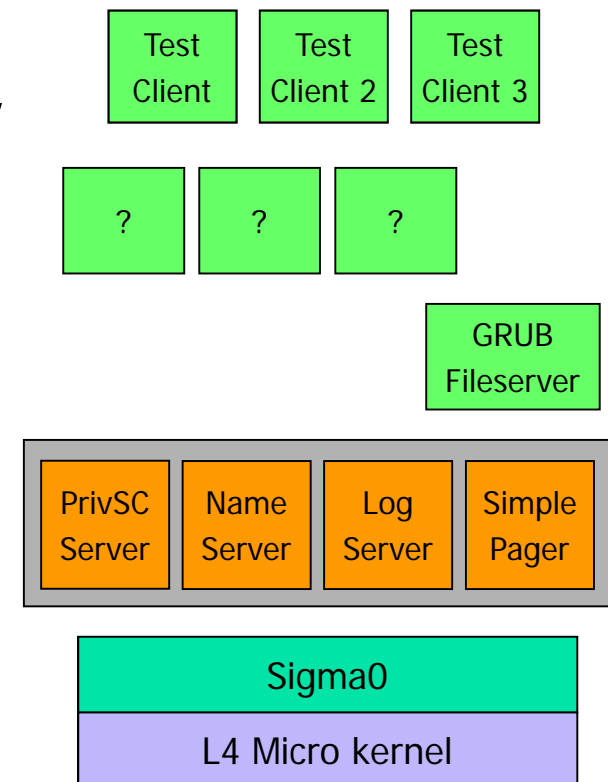 Test
Client
Test
Client 2
Test
Client 3
?
?
?
GRUB
Fileserver
PrivSC
Server
Name
Server
Log
Server
Simple
Pager
Sigma0
L4 Micro kernel